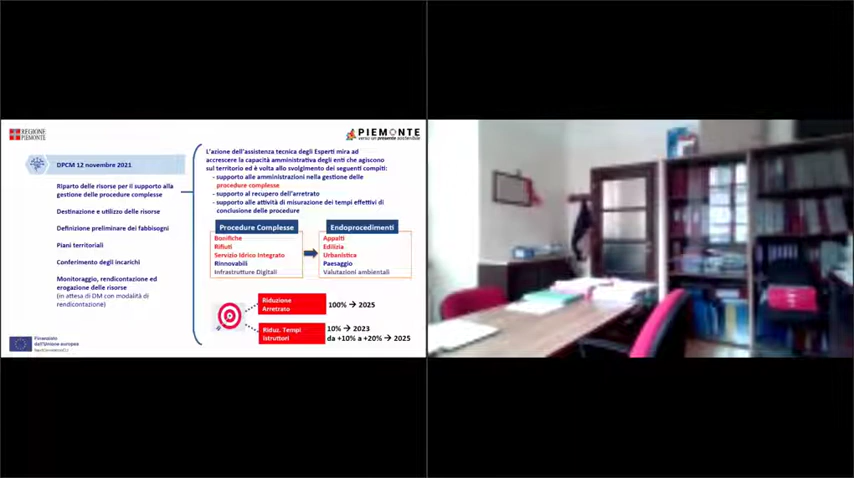 REGIONE
PIEMONTE
PIEMONTE
verso un presente sostenibile
DPCM 12 novembre 2021
Riparto delle risorse per il supporto alla
gestione delle procedure complesse
Destinazione e utilizzo delle risorse
Definizione preliminare dei fabbisogni
Piani territoriali
Conferimento degli incarichi
Monitoraggio, rendicontazione ed
erogazione delle risorse
(in attesa di DM con modalità di
rendicontazione)
Finanziato
dall'Unione europea
NextGenerationEU
L'azione dell'assistenza tecnica degli Esperti mira ad
accrescere la capacità amministrativa degli enti che agiscono
sul territorio ed è volta allo svolgimento dei seguenti compiti:
- supporto alle amministrazioni nella gestione delle
procedure complesse
- supporto al recupero dell'arretrato
- supporto alle attività di misurazione dei tempi effettivi di
conclusione delle procedure
Procedure Complesse
Bonifiche
Rifiuti
Servizio Idrico Integrato
Rinnovabili
Infrastrutture Digitali
Endoprocedimenti
Appalti
Edilizia
Urbanistica
Paesaggio
Valutazioni ambientali
Riduzione
Arretrato
100% → 2025
Riduz. Tempi
Istruttori
10% → 2023
da +10% a +20% → 2025